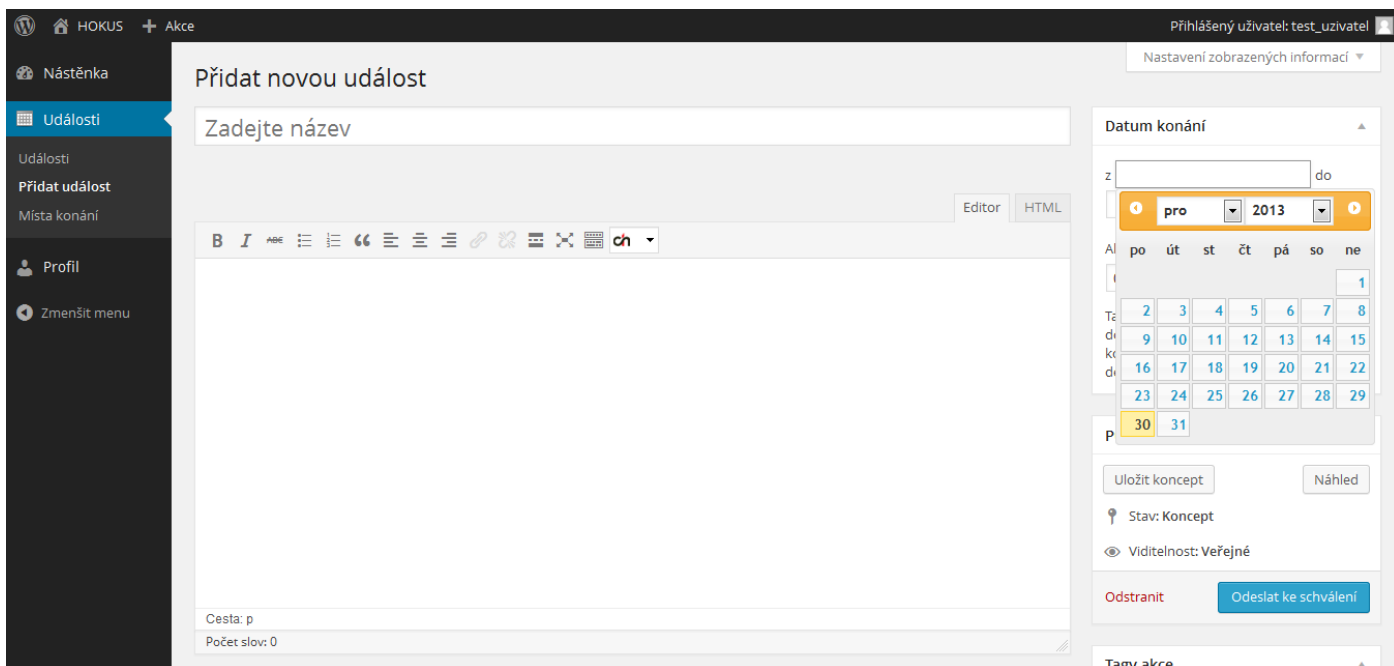 HOKUS + Akce
Přihlášený uživatel: test_uzivatel
Nástěnka
Události
Události
Přidat událost
Místa konání
Profil
Zmenšit menu
Nastavení zobrazených informací
Přidat novou událost
Zadejte název
Editor HTML
B I ABC
Cesta: p
Počet slov: 0
Datum konání
z do
pro 2013
po út st čt pá so ne
1
2 3 4 5 6 7 8
9 10 11 12 13 14 15
16 17 18 19 20 21 22
23 24 25 26 27 28 29
30 31
Uložit koncept Náhled
Stav: Koncept
Viditelnost: Veřejné
Odstranit Odeslat ke schválení
Tagy akce